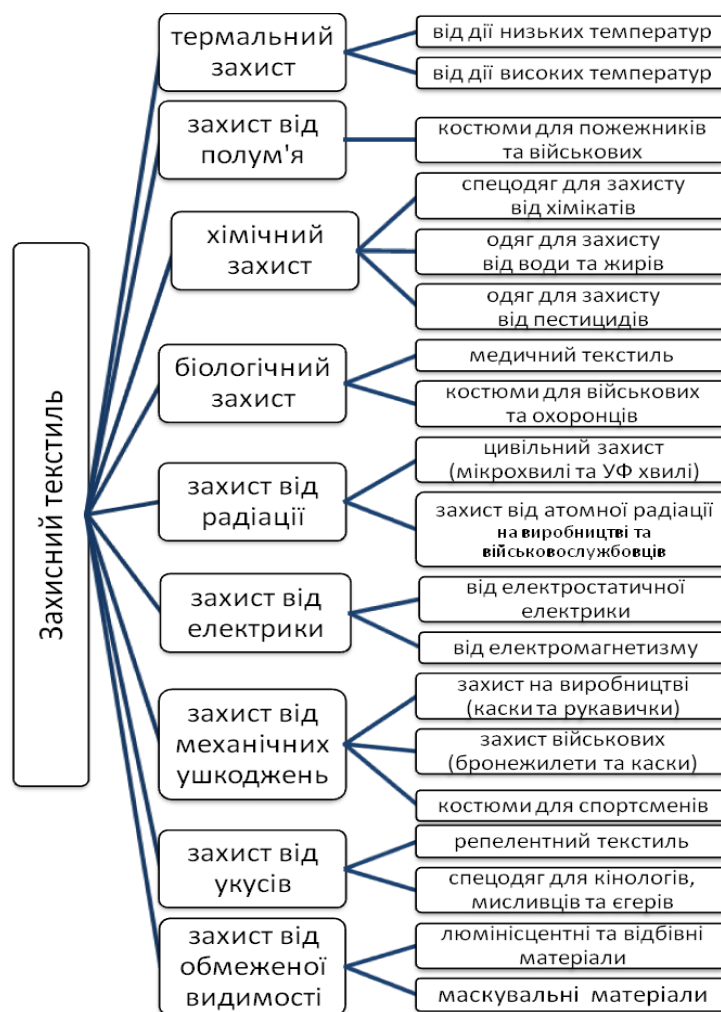 Захисний текстиль
термальний
захист
від дії низьких температур
від дії високих температур
захист від
полум'я
костюми для пожежників
та військових
хімічний
захист
спецодяг для захисту
від хімікатів
одяг для захисту
від води та жирів
одяг для захисту
від пестицидів
біологічний
захист
медичний текстиль
костюми для військових
та охоронців
захист від
радіації
цивільний захист
(мікрохвилі та УФ хвилі)
захист від атомної радіації
на виробництві та
військовослужбовців
захист від
електрики
від електростатичної
електрики
від електромагнетизму
захист від
механічних
ушкоджень
захист на виробництві
(каски та рукавички)
захист військових
(бронежилети та каски)
костюми для спортсменів
захист від
укусів
репелентний текстиль
спецодяг для кінологів,
мисливців та єгерів
захист від
обмеженої
видимості
люмінісцентні та відбівні
матеріали
маскувальні матеріали